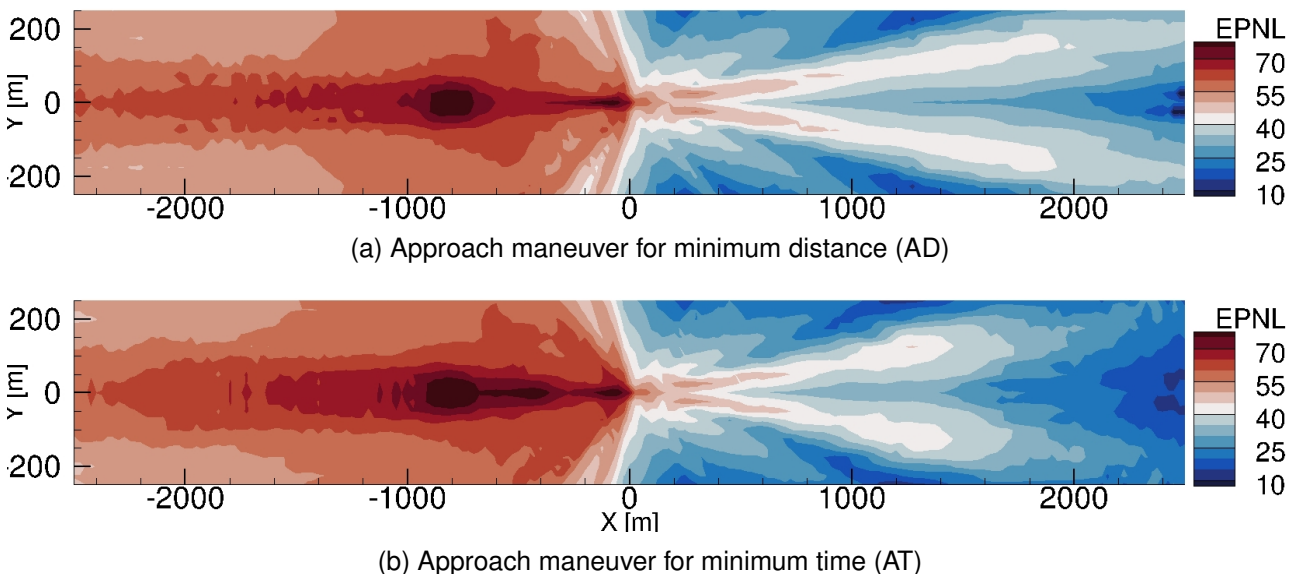 200
0
-200
Y [m]
-2000 -1000 0 1000 2000
EPNL
70
55
40
25
10
(a) Approach maneuver for minimum distance (AD)
200
0
-200
Y [m]
-2000 -1000 0 1000 2000
X [m]
EPNL
70
55
40
25
10
(b) Approach maneuver for minimum time (AT)